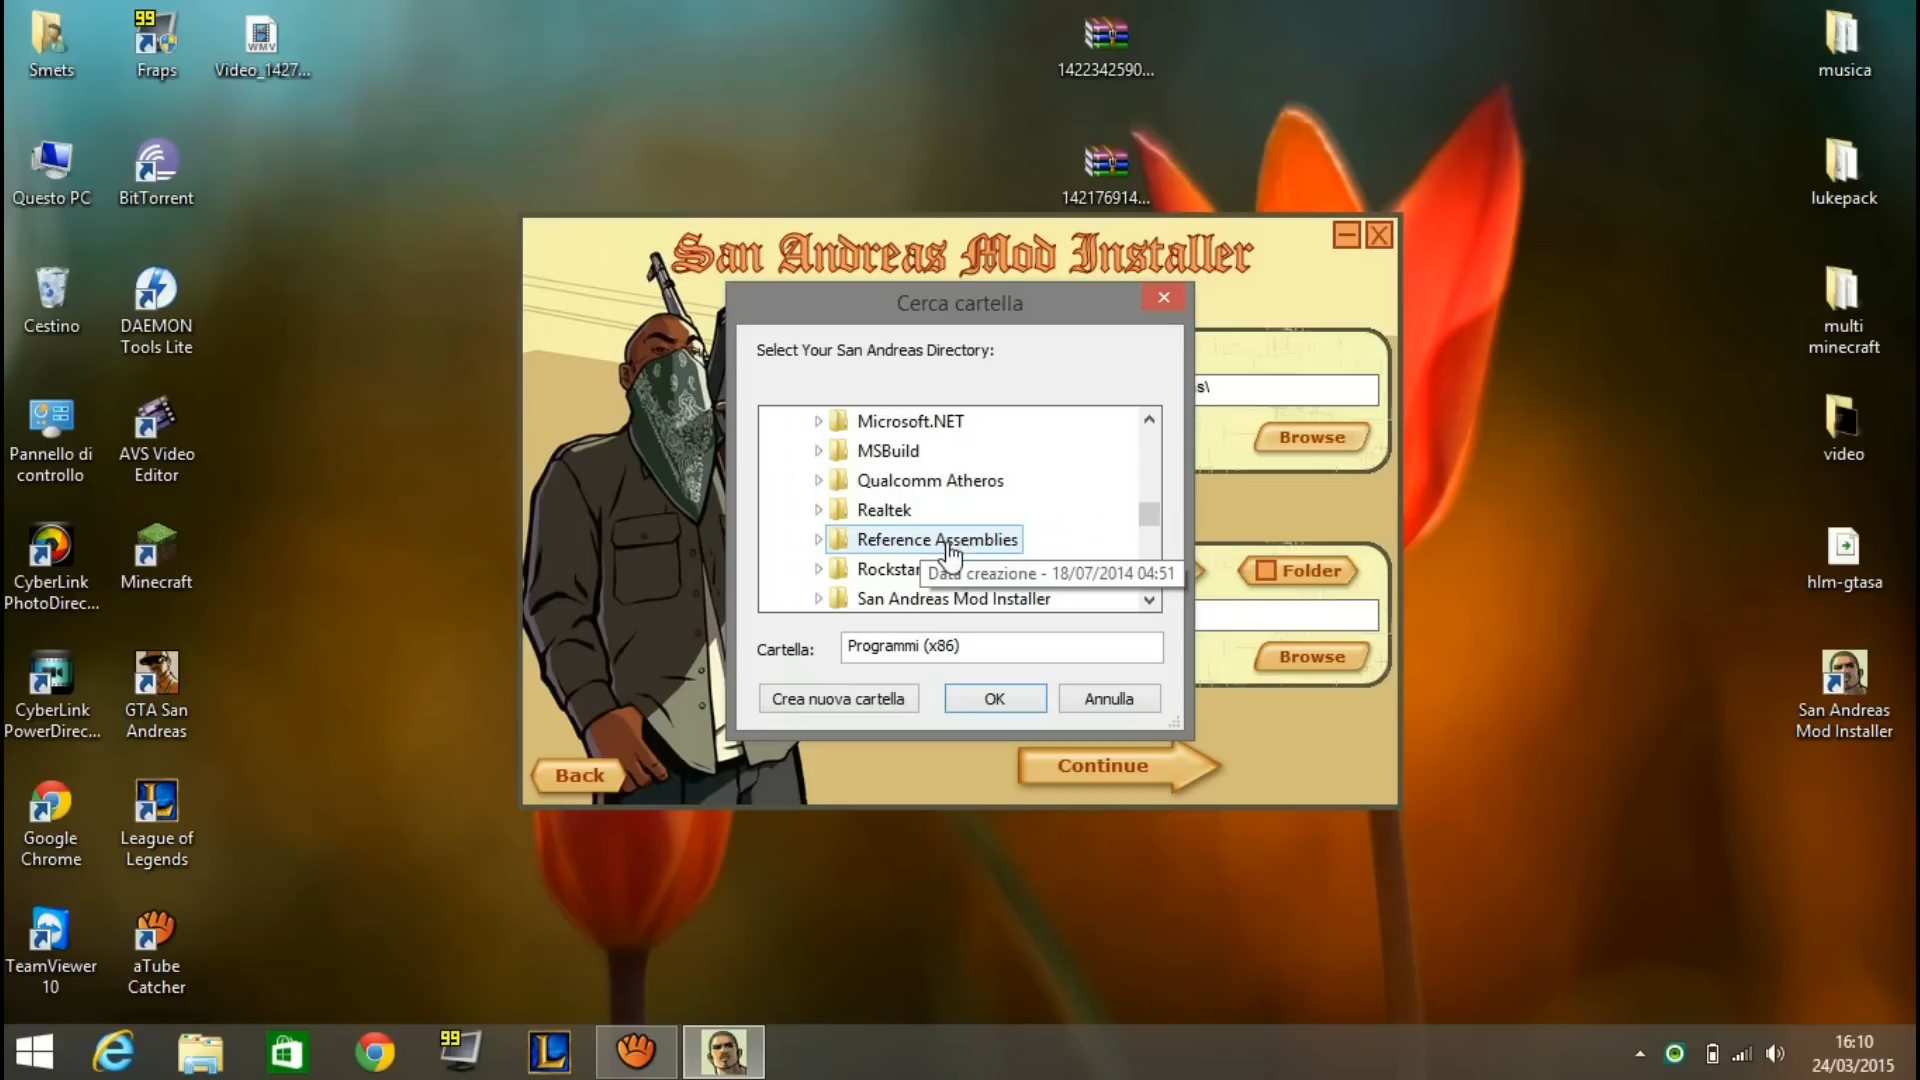 99
Smets
Fraps
WMV
Video_1427...
1422342590...
musica
Questo PC
BitTorrent
142176914...
lukepack
San Andreas Mod Installer
Cestino
DAEMON
Tools Lite
multi
minecraft
Cerca cartella
Select Your San Andreas Directory:
s\
Microsoft.NET
MSBuild
Qualcomm Atheros
Realtek
Reference Assemblies
Rockstar
Data creazione - 18/07/2014 04:51
San Andreas Mod Installer
Browse
Folder
Browse
Cartella:
Programmi (x86)
Crea nuova cartella
OK
Annulla
Back
Continue
Pannello di
controllo
AVS Video
Editor
video
CyberLink
PhotoDirec...
Minecraft
hlm-gtasa
CyberLink
PowerDirec...
GTA San
Andreas
San Andreas
Mod Installer
Google
Chrome
League of
Legends
TeamViewer
10
aTube
Catcher
99
L
16:10
24/03/2015